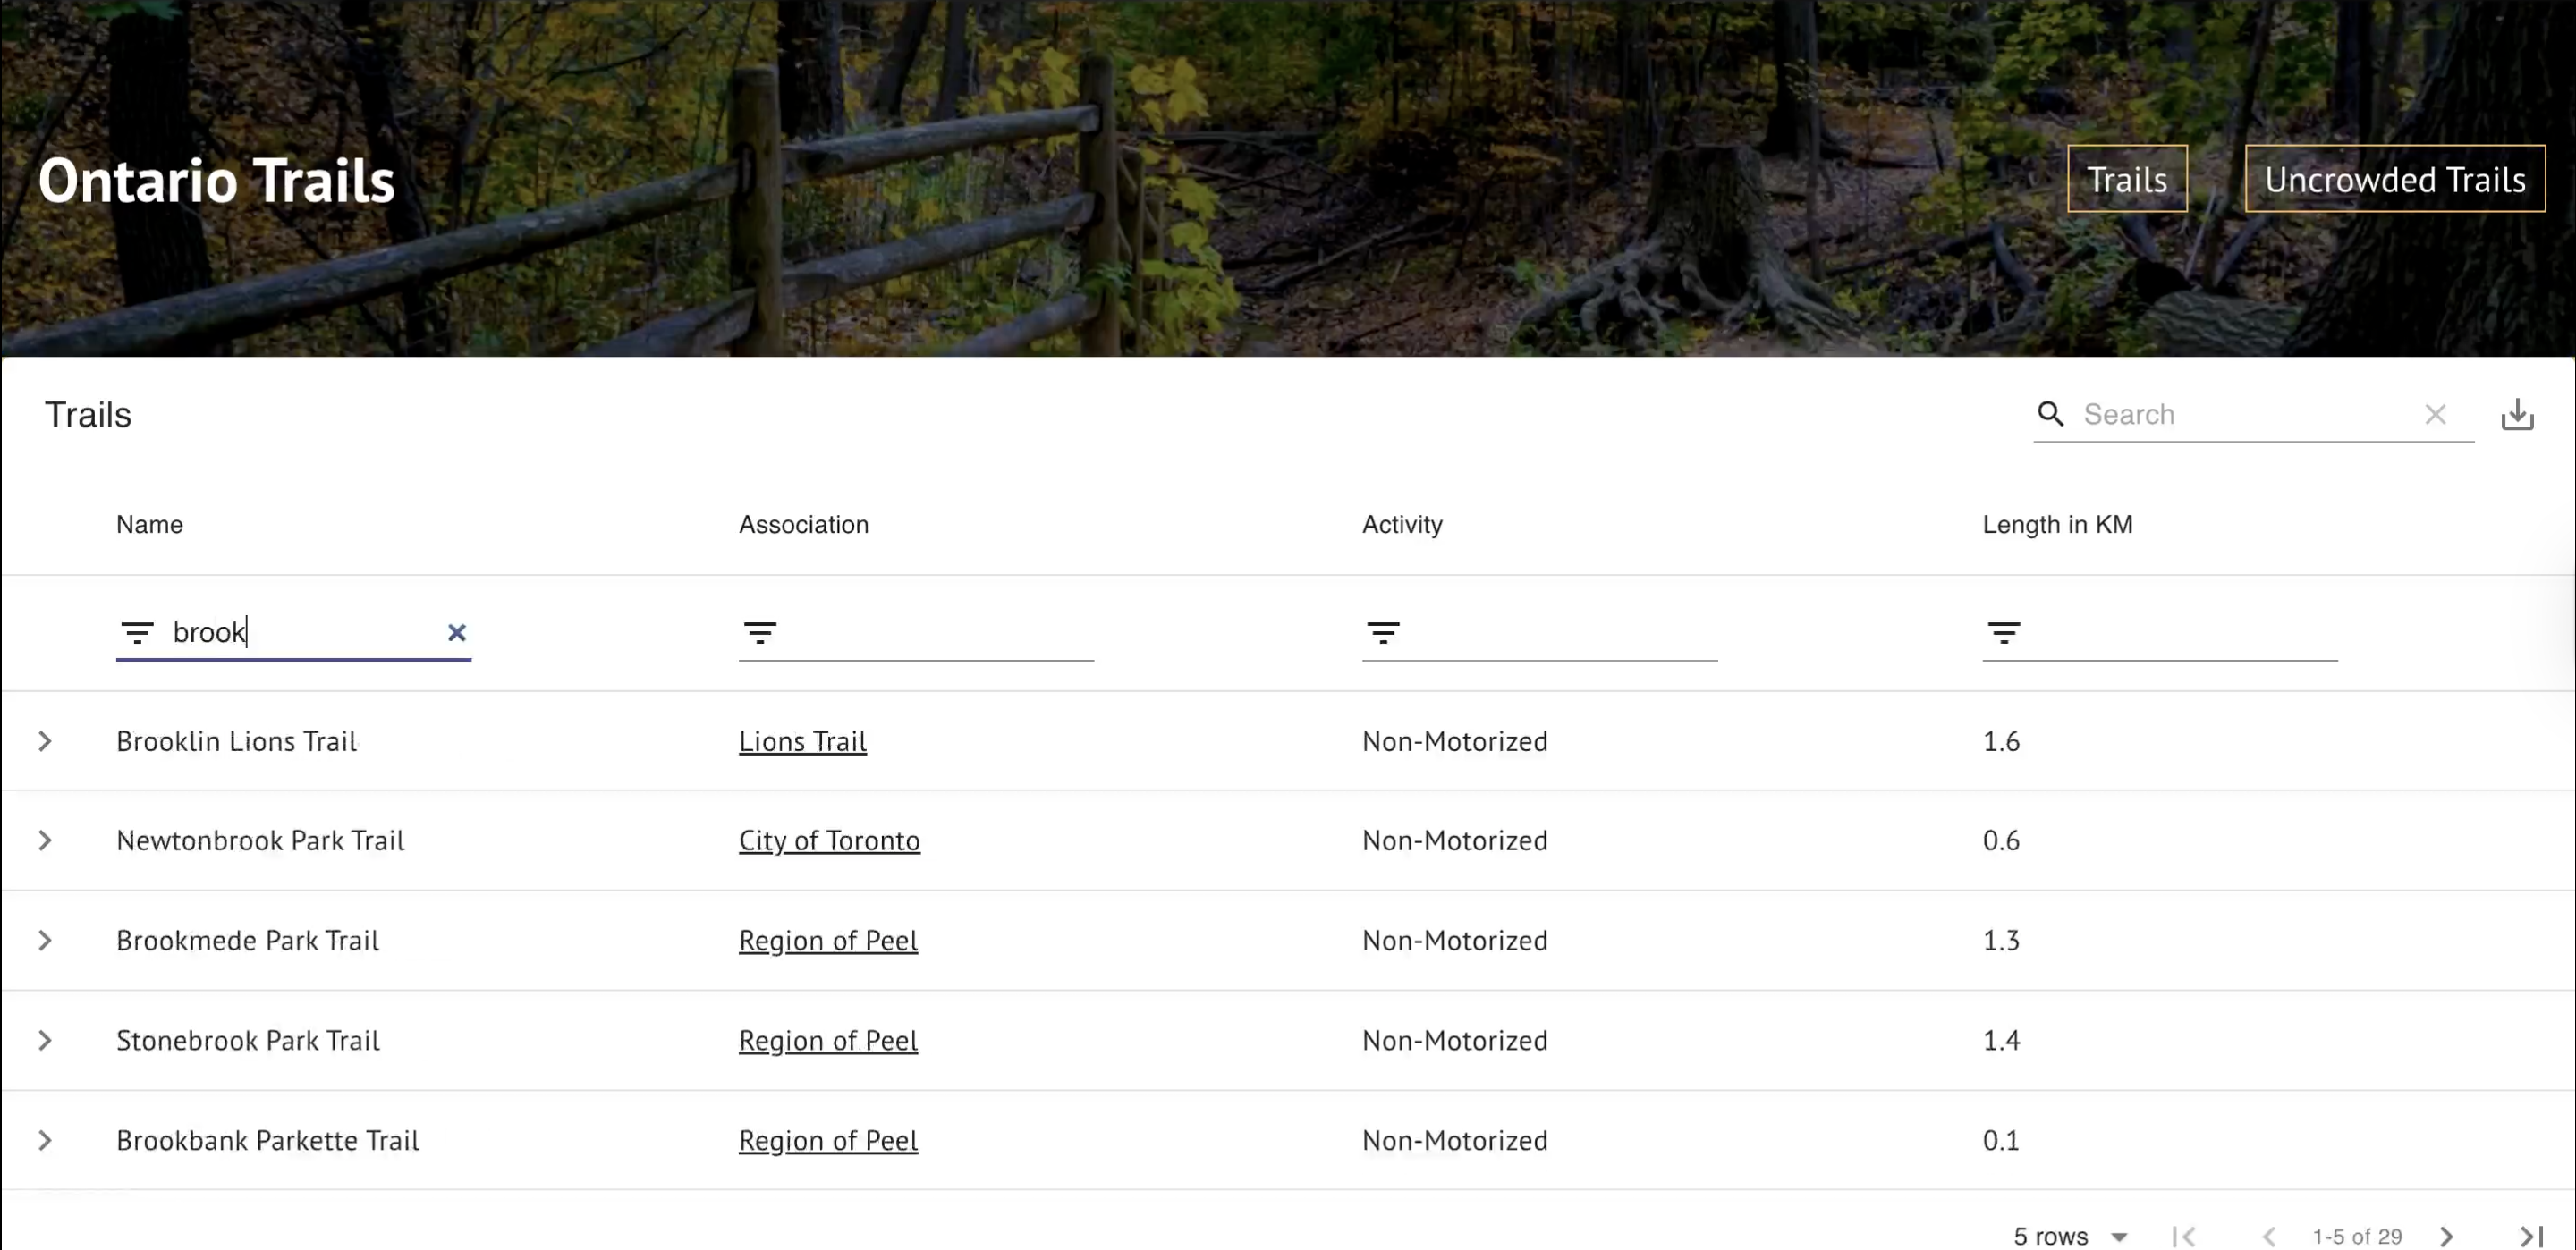 Ontario Trails
Trails
Uncrowded Trails
Trails
Search
Name Association Activity Length in KM
brook
Brooklin Lions Trail Lions Trail Non-Motorized 1.6
Newtonbrook Park Trail City of Toronto Non-Motorized 0.6
Brookmede Park Trail Region of Peel Non-Motorized 1.3
Stonebrook Park Trail Region of Peel Non-Motorized 1.4
Brookbank Parkette Trail Region of Peel Non-Motorized 0.1
5 rows 1-5 of 29